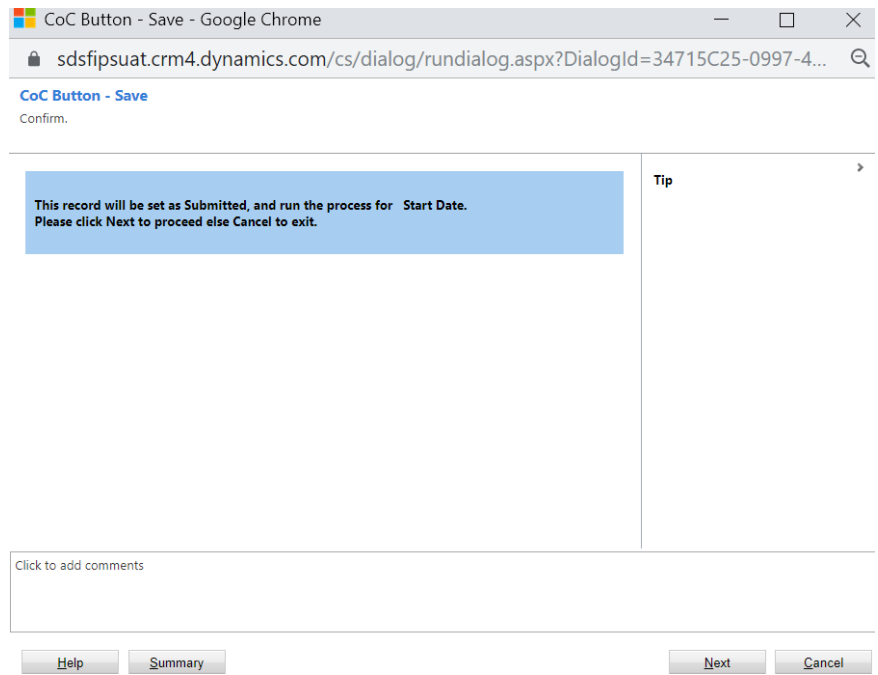 CoC Button - Save - Google Chrome
sdsfipsuat.crm4.dynamics.com/cs/dialog/rundialog.aspx?DialogId=34715C25-0997-4...
CoC Button - Save
Confirm.
This record will be set as Submitted, and run the process for Start Date.
Please click Next to proceed else Cancel to exit.
Tip
Click to add comments
Help Summary Next Cancel